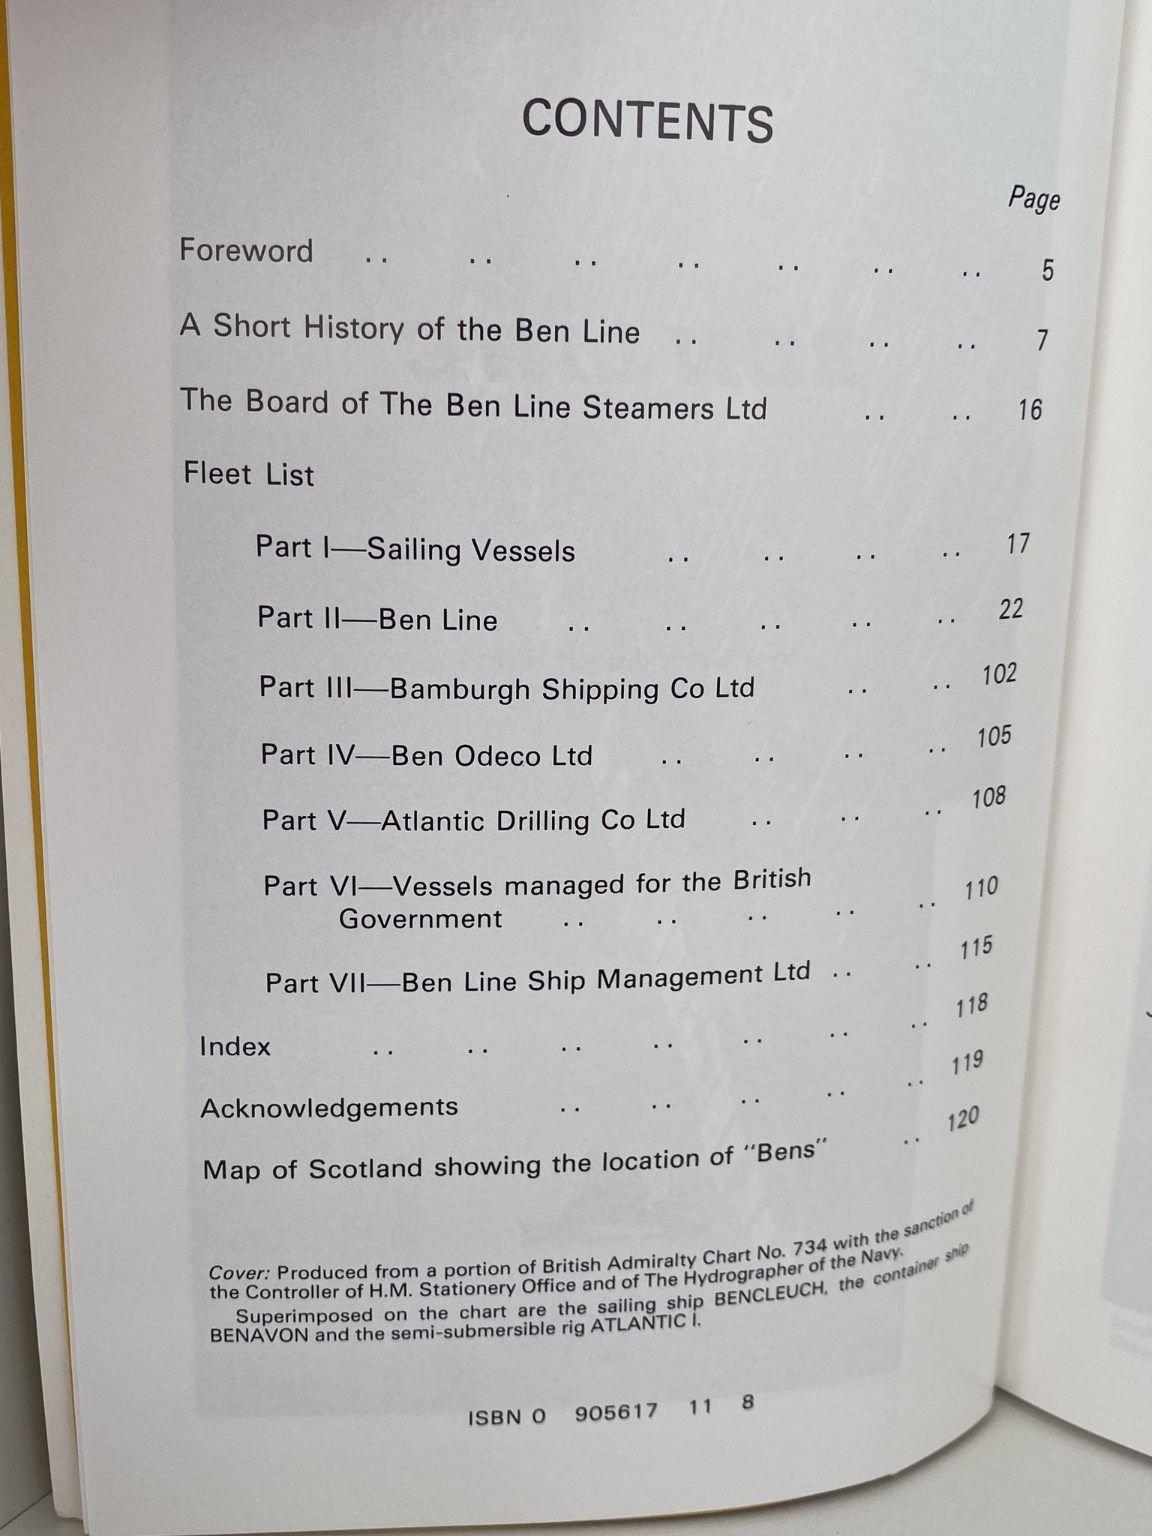 CONTENTS
Page
Foreword .. .. .. .. .. .. .. 5
A Short History of the Ben Line .. .. .. .. 7
The Board of The Ben Line Steamers Ltd .. .. 16
Fleet List
Part I—Sailing Vessels .. .. .. .. 17
Part II—Ben Line .. .. .. .. .. 22
Part III—Bamburgh Shipping Co Ltd .. .. 102
Part IV—Ben Odeco Ltd .. .. .. .. 105
Part V—Atlantic Drilling Co Ltd .. .. .. 108
Part VI—Vessels managed for the British
Government .. .. .. .. .. 110
Part VII—Ben Line Ship Management Ltd .. .. 115
Index .. .. .. .. .. .. .. 118
Acknowledgements .. .. .. .. .. 119
Map of Scotland showing the location of "Bens" .. 120
Cover: Produced from a portion of British Admiralty Chart No. 734 with the sanction of
the Controller of H.M. Stationery Office and of The Hydrographer of the Navy.
Superimposed on the chart are the sailing ship BENCLEUCH, the container ship
BENAVON and the semi-submersible rig ATLANTIC I.
ISBN 0 905617 11 8